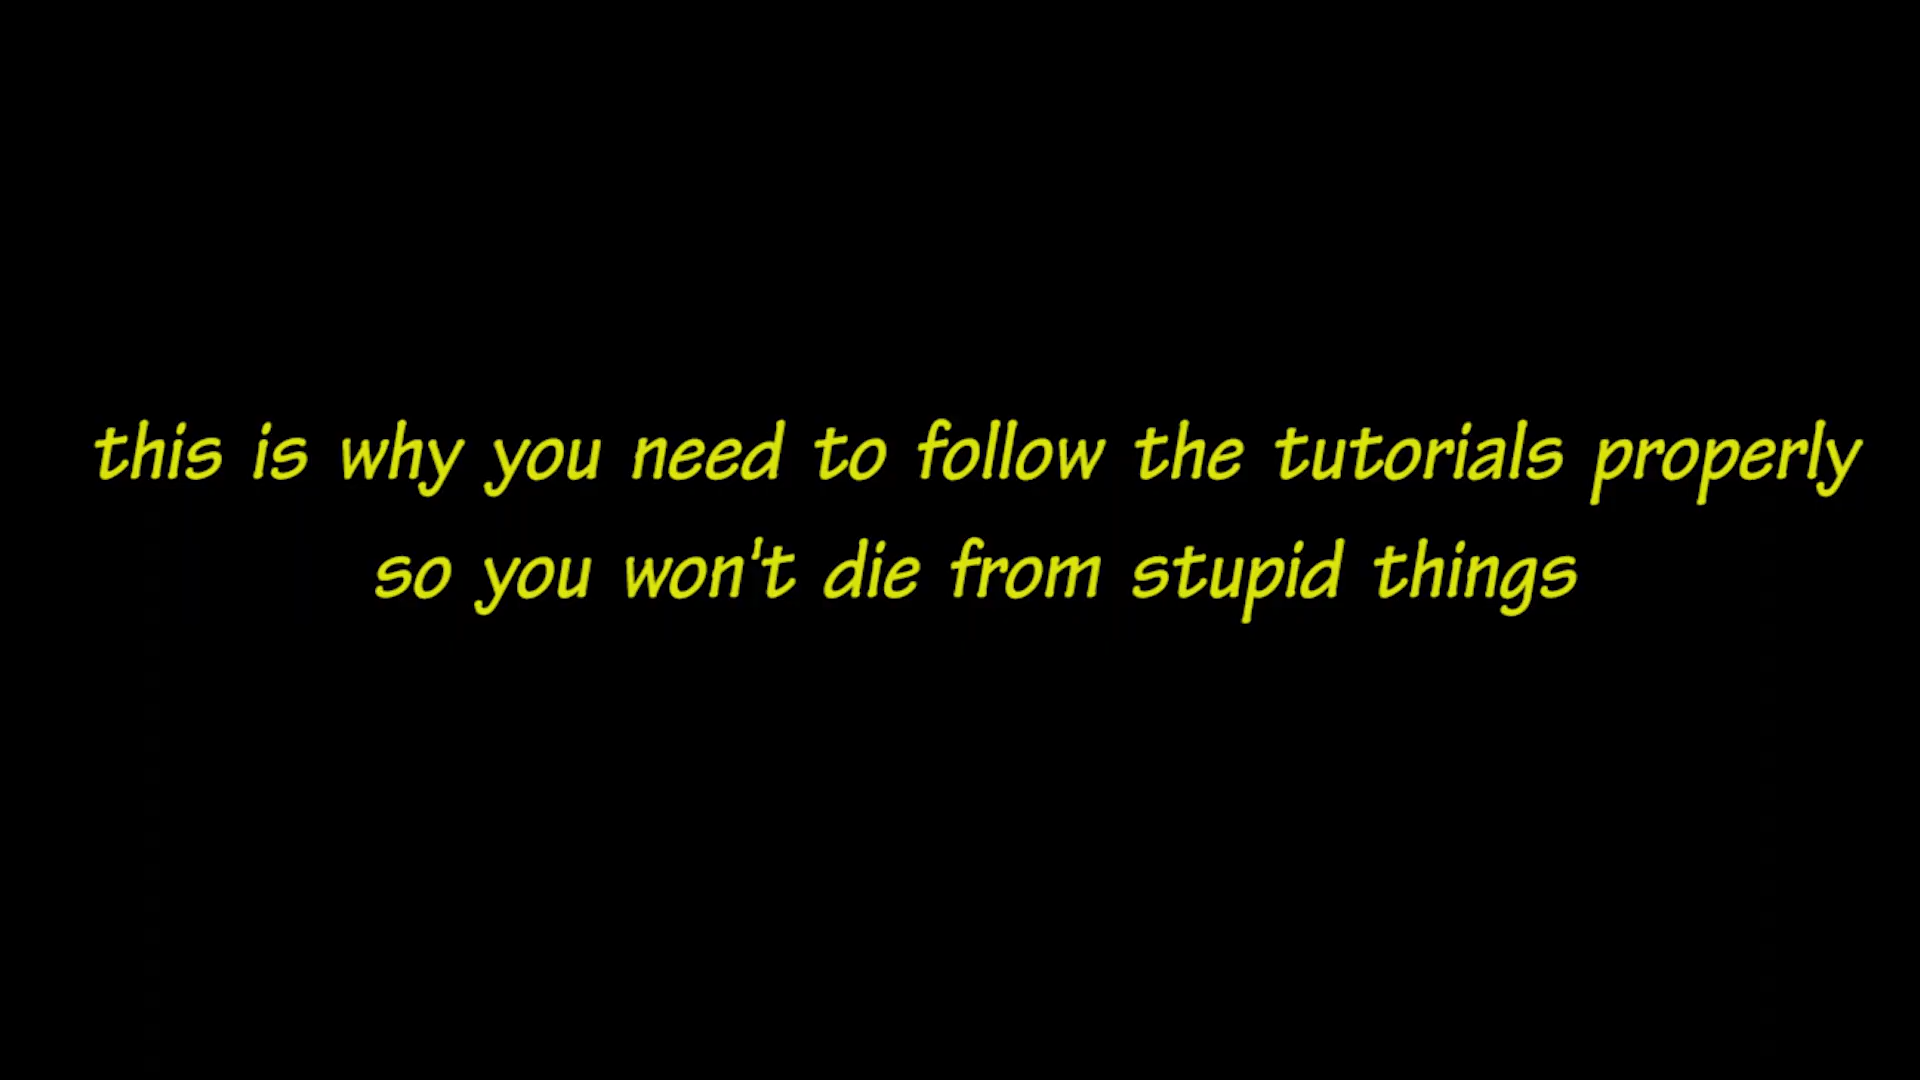 this is why you need to follow the tutorials properly
so you won't die from stupid things